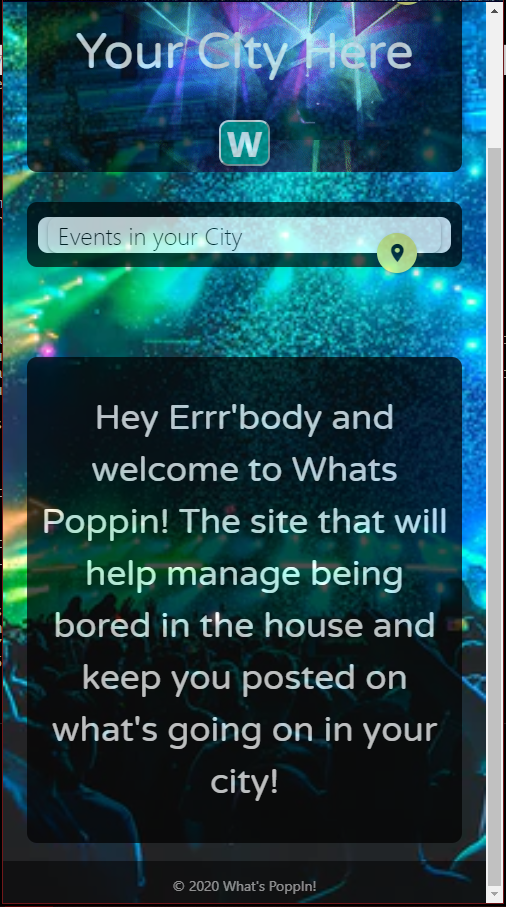 Your City Here
W
Events in your City
Hey Errr'body and
welcome to Whats
Poppin! The site that will
help manage being
bored in the house and
keep you posted on
what's going on in your
city!
© 2020 What's PoppIn!